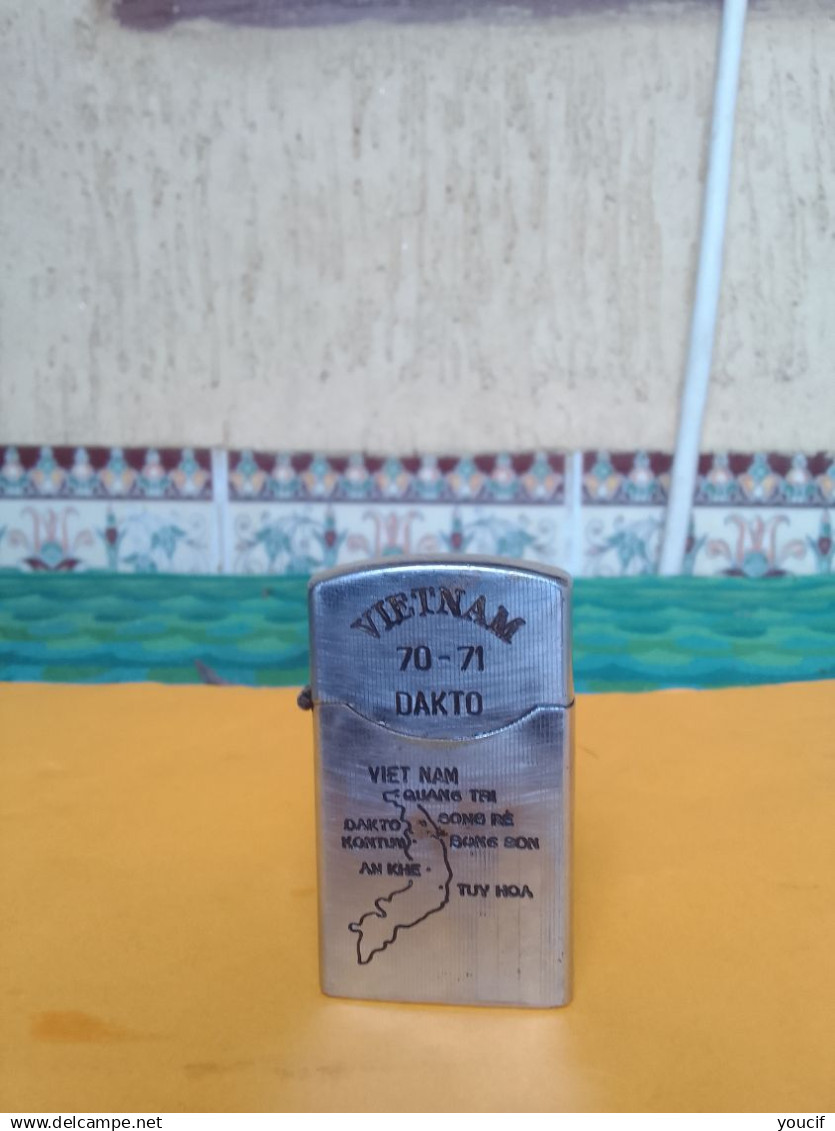 VIETNAM
70-71
DAKTO
VIET NAM
QUANG TRI
SONG RÉ
DAKTO
KONTUM
BONG SON
AN KHE
TUY HOA
www.delcampe.net
youcif